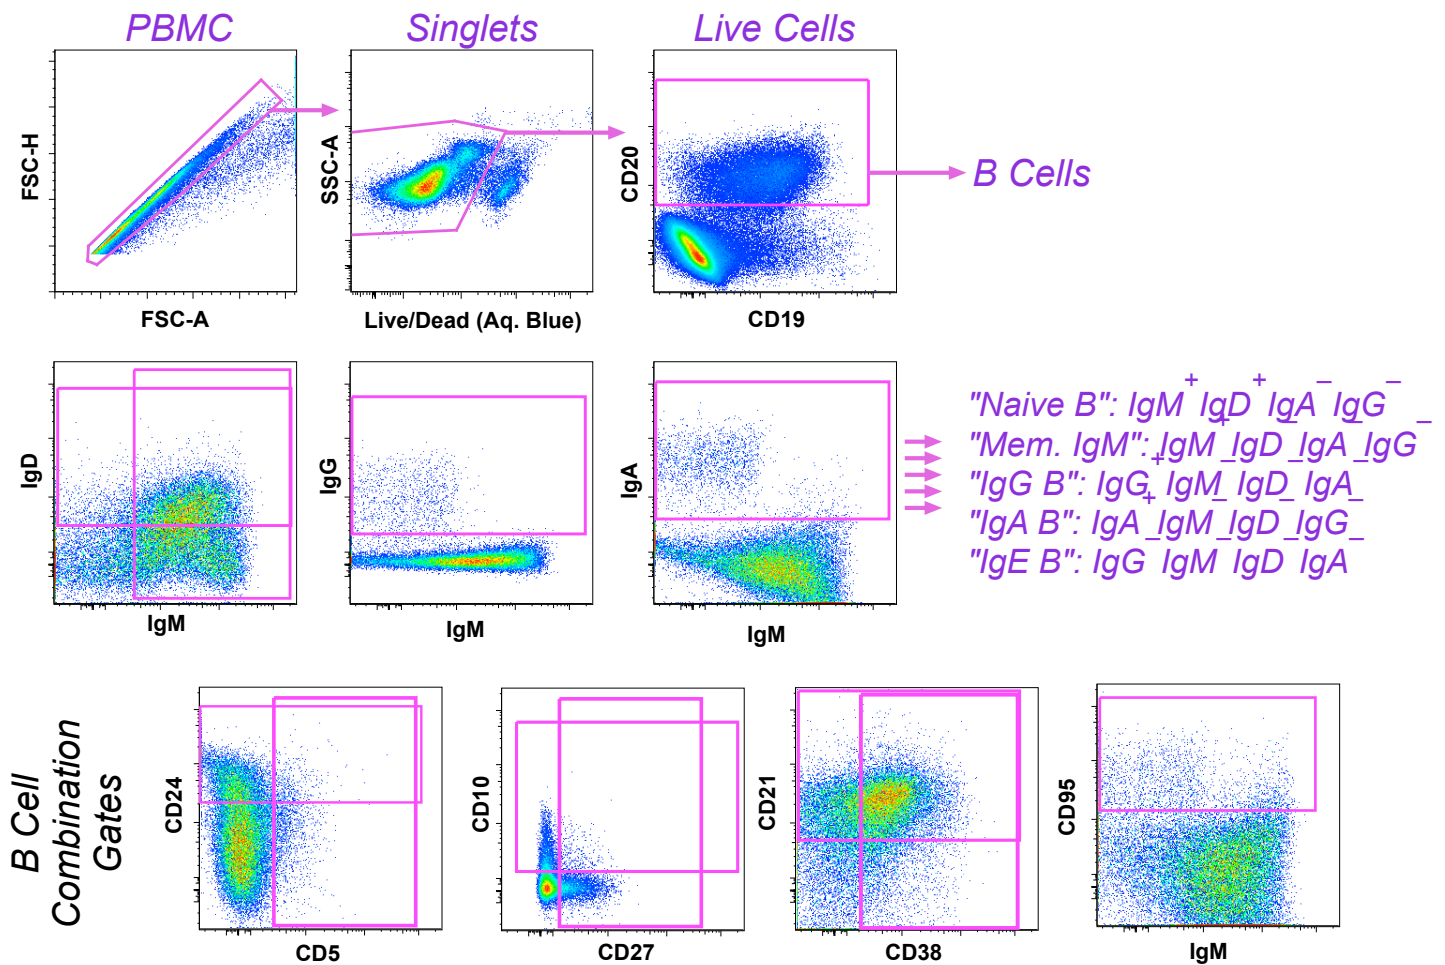 PBMC Singlets Live Cells
FSC-H
SSC-A
CD20
B Cells
FSC-A Live/Dead (Aq. Blue) CD19
IgD
IgG
IgA
+ + – –
"Naive B": IgM IgD IgA IgG
+ – – –
"Mem. IgM": IgM IgD IgA IgG
+ – – –
"IgG B": IgG IgM IgD IgA
+ – – –
"IgA B": IgA IgM IgD IgG
– – – –
"IgE B": IgG IgM IgD IgA
IgM IgM IgM
B Cell
Combination
Gates
CD24
CD10
CD21
CD95
CD5 CD27 CD38 IgM